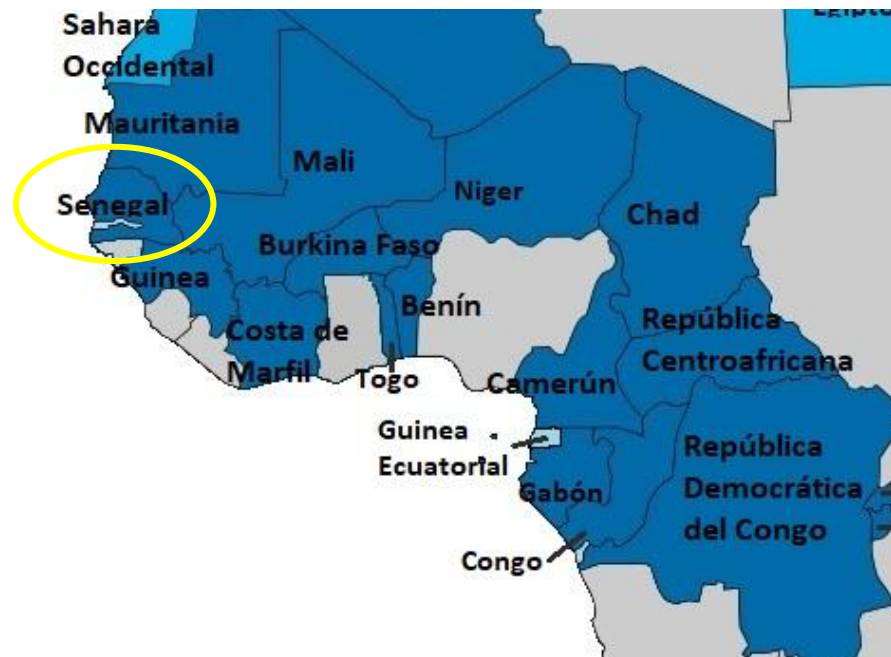 Sahara
Occidental
Mauritania
Mali
Niger
Senegal
Chad
Burkina Faso
Guinea
Benín
Costa de
Marfil
República
Centroafricana
Togo
Camerún
Guinea
Ecuatorial
República
Democrática
del Congo
Gabón
Congo